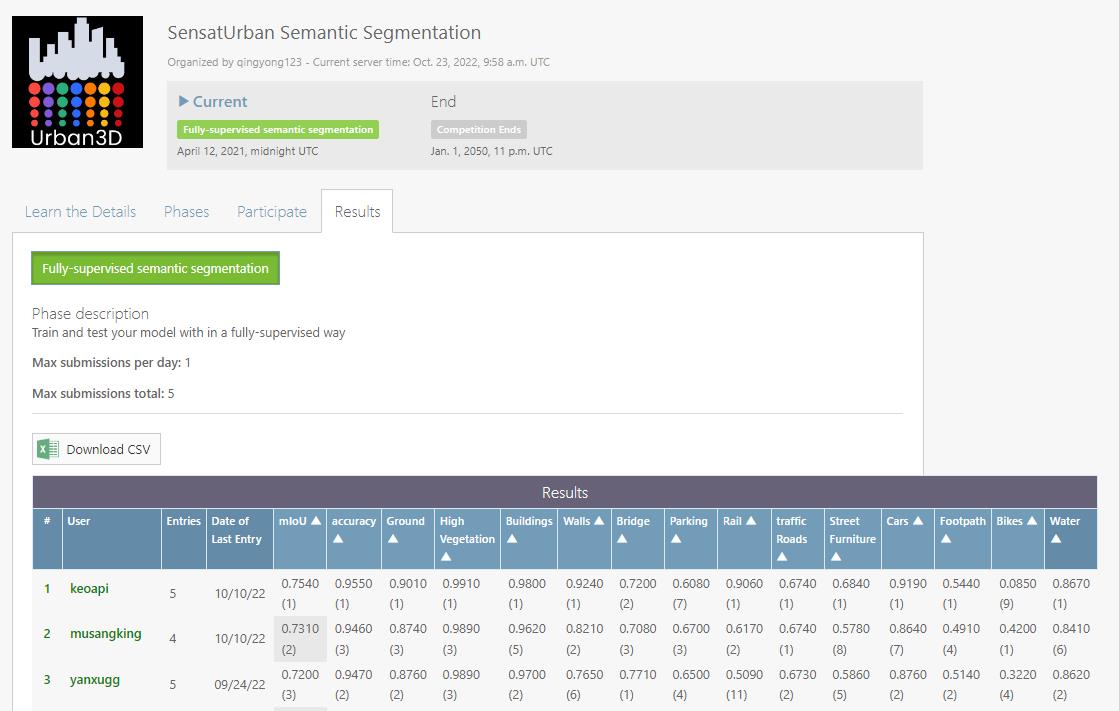 Urban3D
SensatUrban Semantic Segmentation
Organized by qingyong123 - Current server time: Oct. 23, 2022, 9:58 a.m. UTC
Current End
Fully-supervised semantic segmentation Competition Ends
April 12, 2021, midnight UTC Jan. 1, 2050, 11 p.m. UTC
Learn the Details Phases Participate Results
Fully-supervised semantic segmentation
Phase description
Train and test your model with in a fully-supervised way
Max submissions per day: 1
Max submissions total: 5
Download CSV
Results
# User Entries Date of Last Entry mIoU ▲ accuracy ▲ Ground ▲ High Vegetation ▲ Buildings ▲ Walls ▲ Bridge ▲ Parking ▲ Rail ▲ traffic Roads ▲ Street Furniture ▲ Cars ▲ Footpath ▲ Bikes ▲ Water ▲
1 keoapi 5 10/10/22 0.7540 (1) 0.9550 (1) 0.9010 (1) 0.9910 (1) 0.9800 (1) 0.9240 (1) 0.7200 (2) 0.6080 (7) 0.9060 (1) 0.6740 (1) 0.6840 (1) 0.9190 (1) 0.5440 (1) 0.0850 (9) 0.8670 (1)
2 musangking 4 10/10/22 0.7310 (2) 0.9460 (3) 0.8740 (3) 0.9890 (3) 0.9620 (5) 0.8210 (2) 0.7080 (3) 0.6700 (3) 0.6170 (2) 0.6740 (1) 0.5780 (8) 0.8640 (7) 0.4910 (4) 0.4200 (1) 0.8410 (6)
3 yanxugg 5 09/24/22 0.7200 (3) 0.9470 (2) 0.8760 (2) 0.9890 (3) 0.9700 (2) 0.7650 (6) 0.7710 (1) 0.6500 (4) 0.5090 (11) 0.6730 (2) 0.5860 (5) 0.8760 (2) 0.5140 (2) 0.3220 (4) 0.8620 (2)